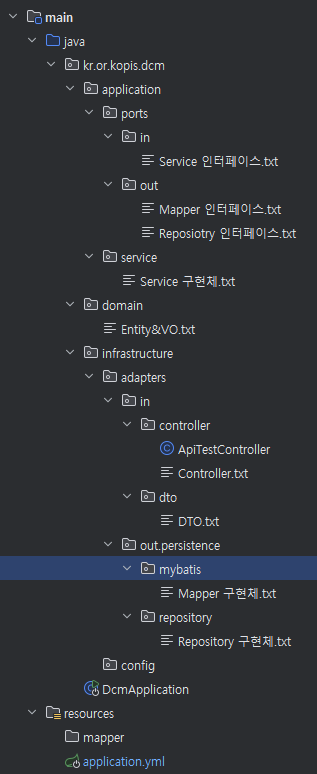 main
java
kr.or.kopis.dcm
application
ports
in
Service 인터페이스.txt
out
Mapper 인터페이스.txt
Reposiotry 인터페이스.txt
service
Service 구현체.txt
domain
Entity&VO.txt
infrastructure
adapters
in
controller
ApiTestController
Controller.txt
dto
DTO.txt
out.persistence
mybatis
Mapper 구현체.txt
repository
Repository 구현체.txt
config
DcmApplication
resources
mapper
application.yml